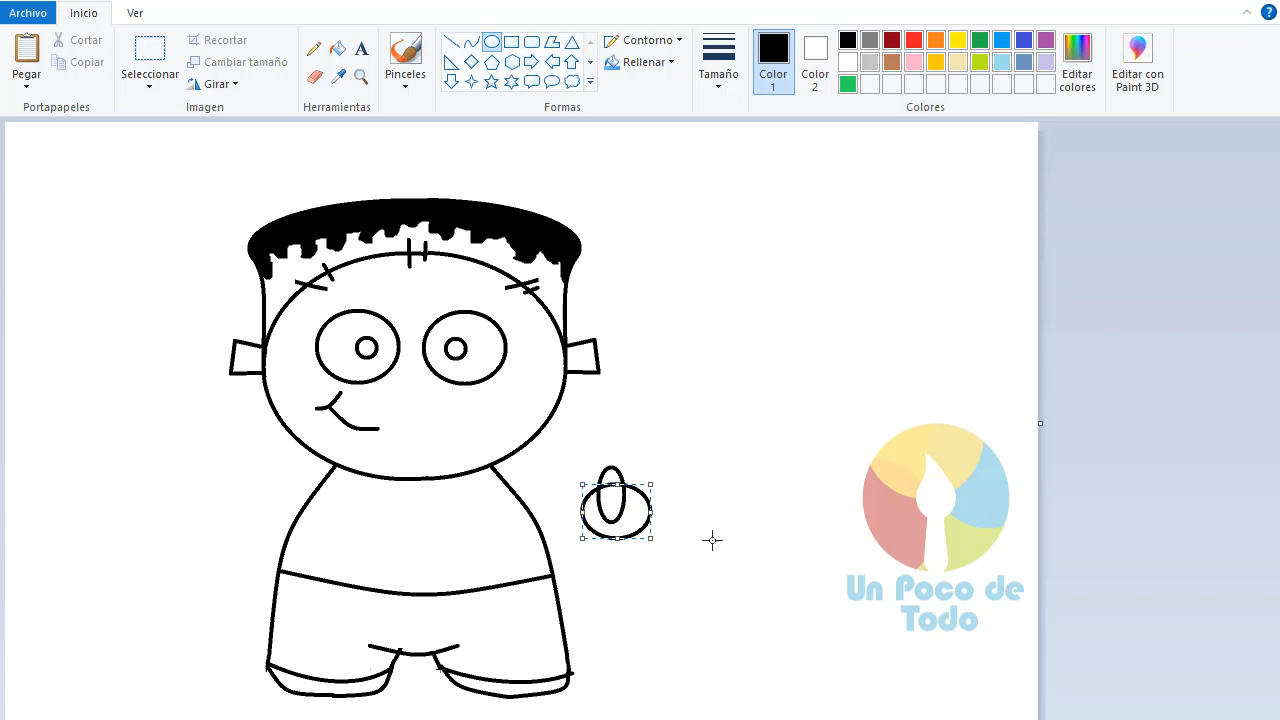 Archivo Inicio Ver
Pegar
Cortar
Copiar
Portapapeles
Seleccionar
Recortar
Cambiar tamaño
Girar
Imagen
A
Herramientas
Pinceles
Contorno
Rellenar
Formas
Tamaño
Color
1
Color
2
Editar
colores
Colores
Editar con
Paint 3D
?
Un Poco de
Todo